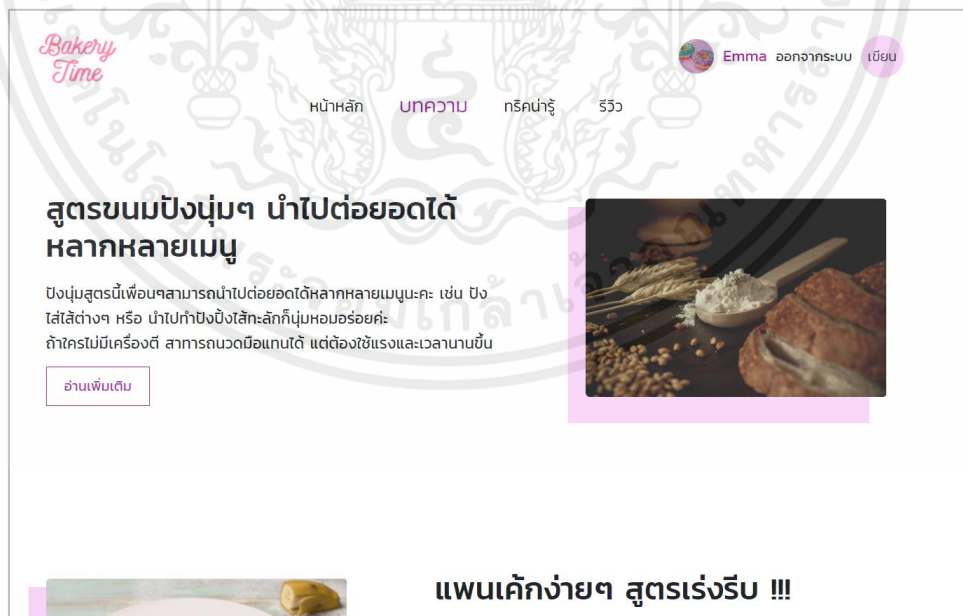 Bakery
Time
Emma ออกจากระบบ เขียน
หน้าหลัก บทความ ทริคน่ารู้ รีวิว
สูตรขนมปังนุ่มๆ นำไปต่อยอดได้
หลากหลายเมนู
ปังนุ่มสูตรนี้เพื่อนๆสามารถนำไปต่อยอดได้หลากหลายเมนูนะคะ เช่น ปัง
ใส่ไส้ต่างๆ หรือ นำไปทำปังปิ้งไส้ทะลักก็นุ่มหอมอร่อยค่ะ
ถ้าใครไม่มีเครื่องตี สาทารถนวดมือแทนได้ แต่ต้องใช้แรงและเวลานานขึ้น
อ่านเพิ่มเติม
แพนเค้กง่ายๆ สูตรเร่งรีบ !!!